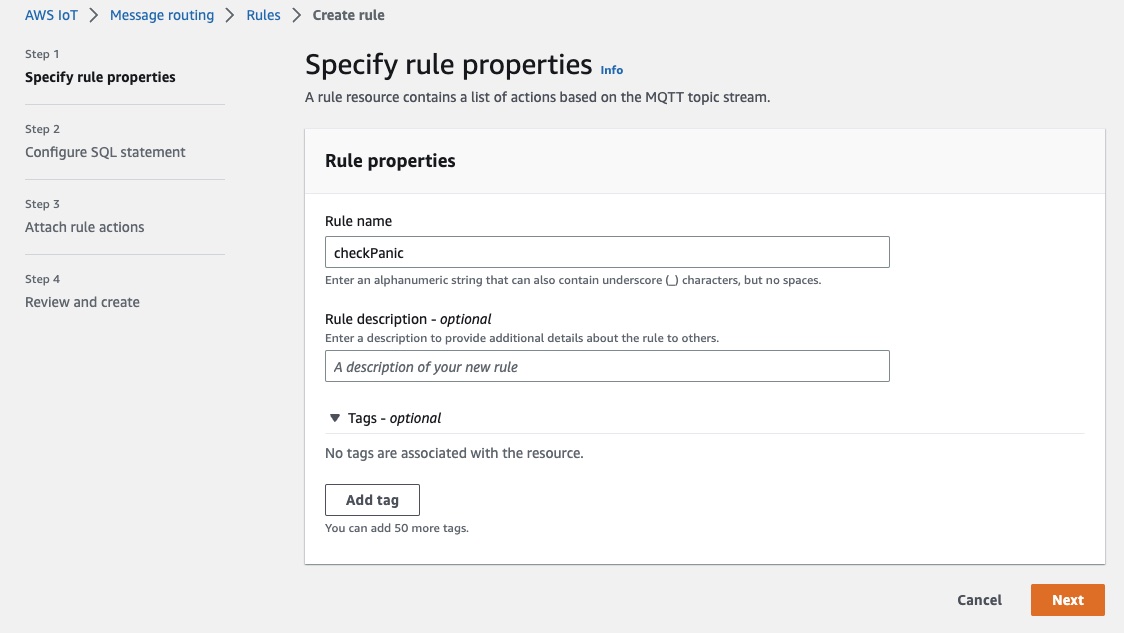 AWS IoT > Message routing > Rules > Create rule
Step 1
Specify rule properties
Step 2
Configure SQL statement
Step 3
Attach rule actions
Step 4
Review and create
Specify rule properties Info
A rule resource contains a list of actions based on the MQTT topic stream.
Rule properties
Rule name
checkPanic
Enter an alphanumeric string that can also contain underscore (_) characters, but no spaces.
Rule description - optional
Enter a description to provide additional details about the rule to others.
A description of your new rule
Tags - optional
No tags are associated with the resource.
Add tag
You can add 50 more tags.
Cancel Next